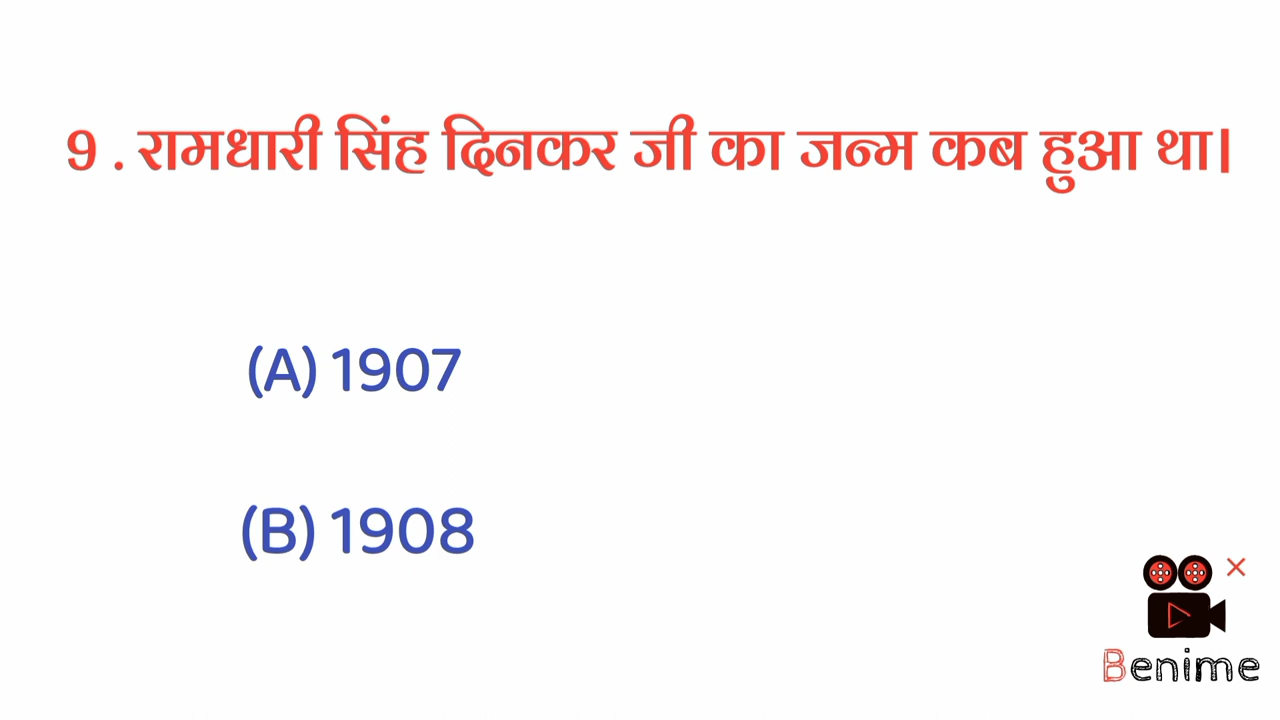 9 . रामधारी सिंह दिनकर जी का जन्म कब हुआ था।
(A) 1907
(B) 1908
Benime